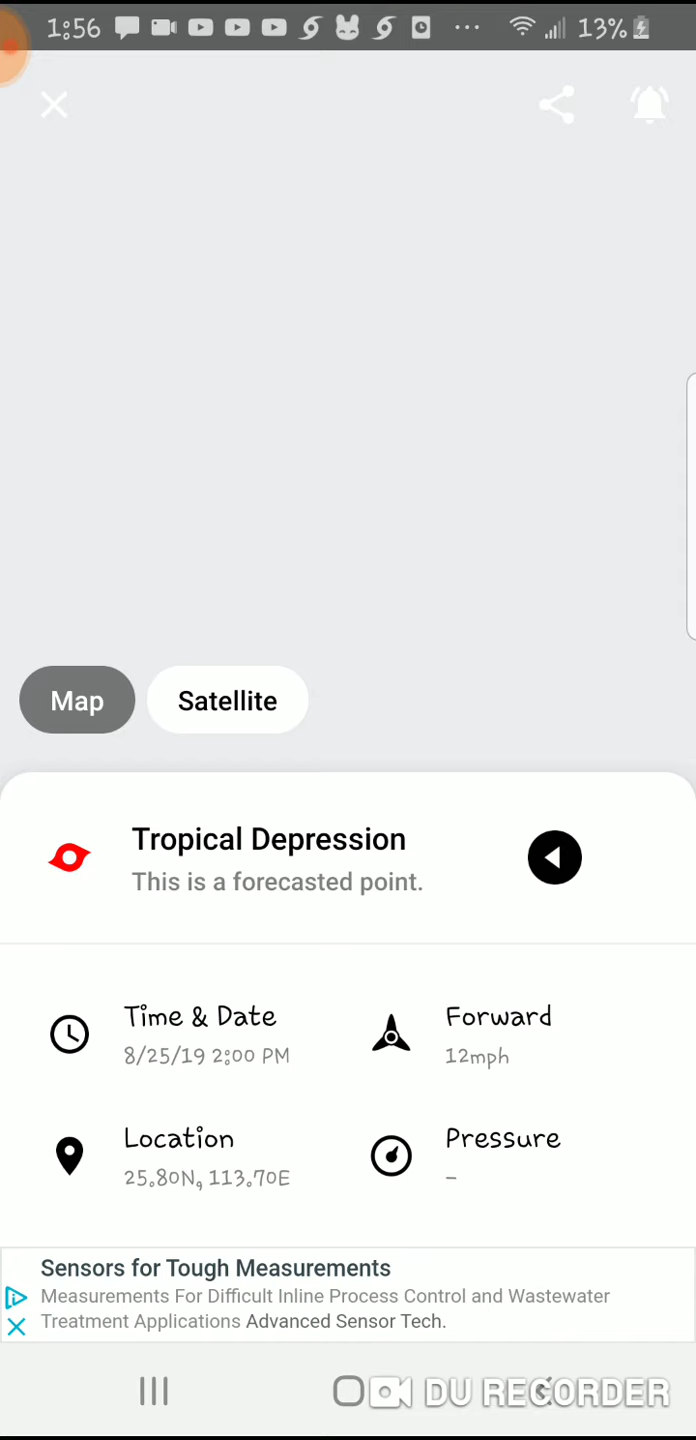 1:56
13%
Map
Satellite
Tropical Depression
This is a forecasted point.
Time & Date
8/25/19 2:00 PM
Forward
12mph
Location
25.80N, 113.70E
Pressure
-
Sensors for Tough Measurements
Measurements For Difficult Inline Process Control and Wastewater
Treatment Applications Advanced Sensor Tech.
DU RECORDER